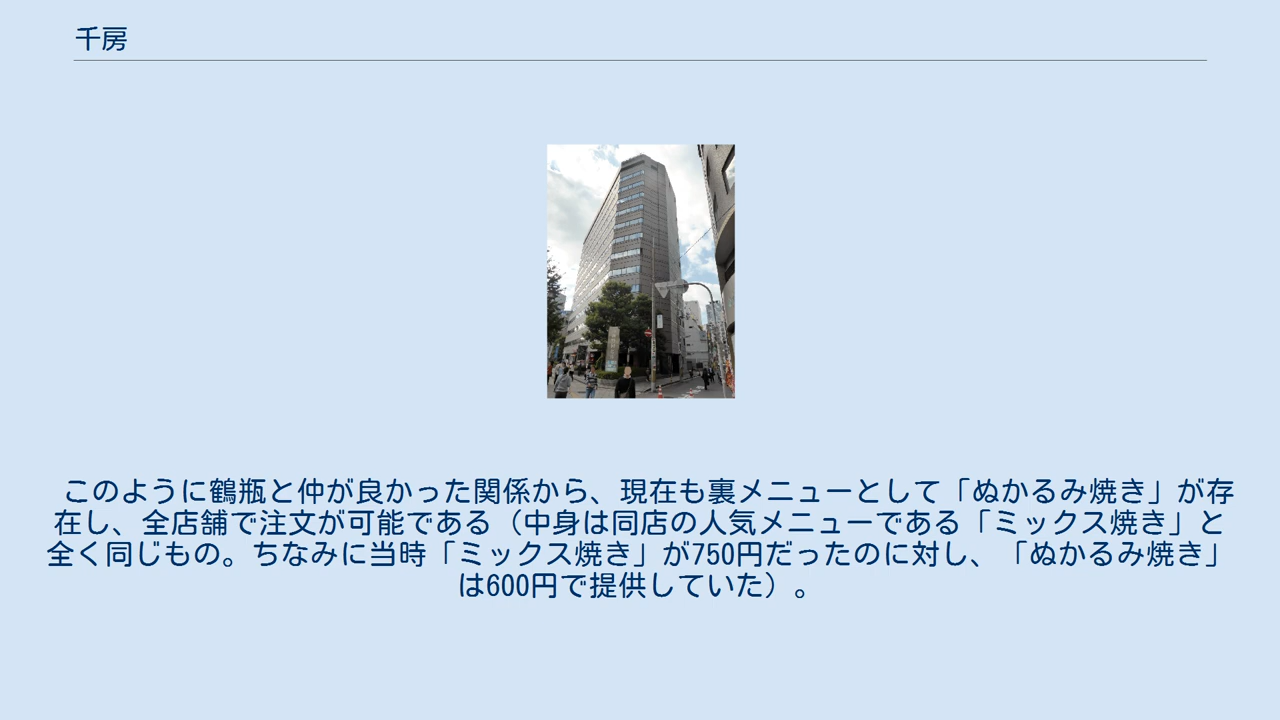 千房
このように鶴瓶と仲が良かった関係から、現在も裏メニューとして「ぬかるみ焼き」が存
在し、全店舗で注文が可能である（中身は同店の人気メニューである「ミックス焼き」と
全く同じもの。ちなみに当時「ミックス焼き」が750円だったのに対し、「ぬかるみ焼き」
は600円で提供していた）。